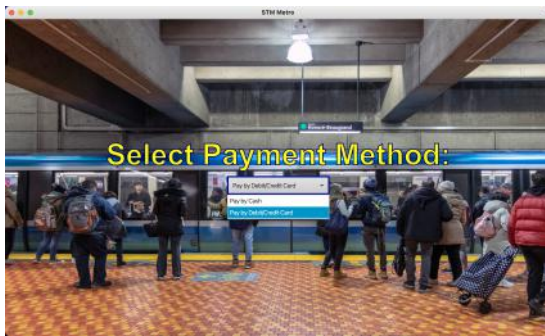 STM Metro
Select Payment Method:
Pay by Debit/Credit Card
Pay by Cash
Pay by Debit/Credit Card